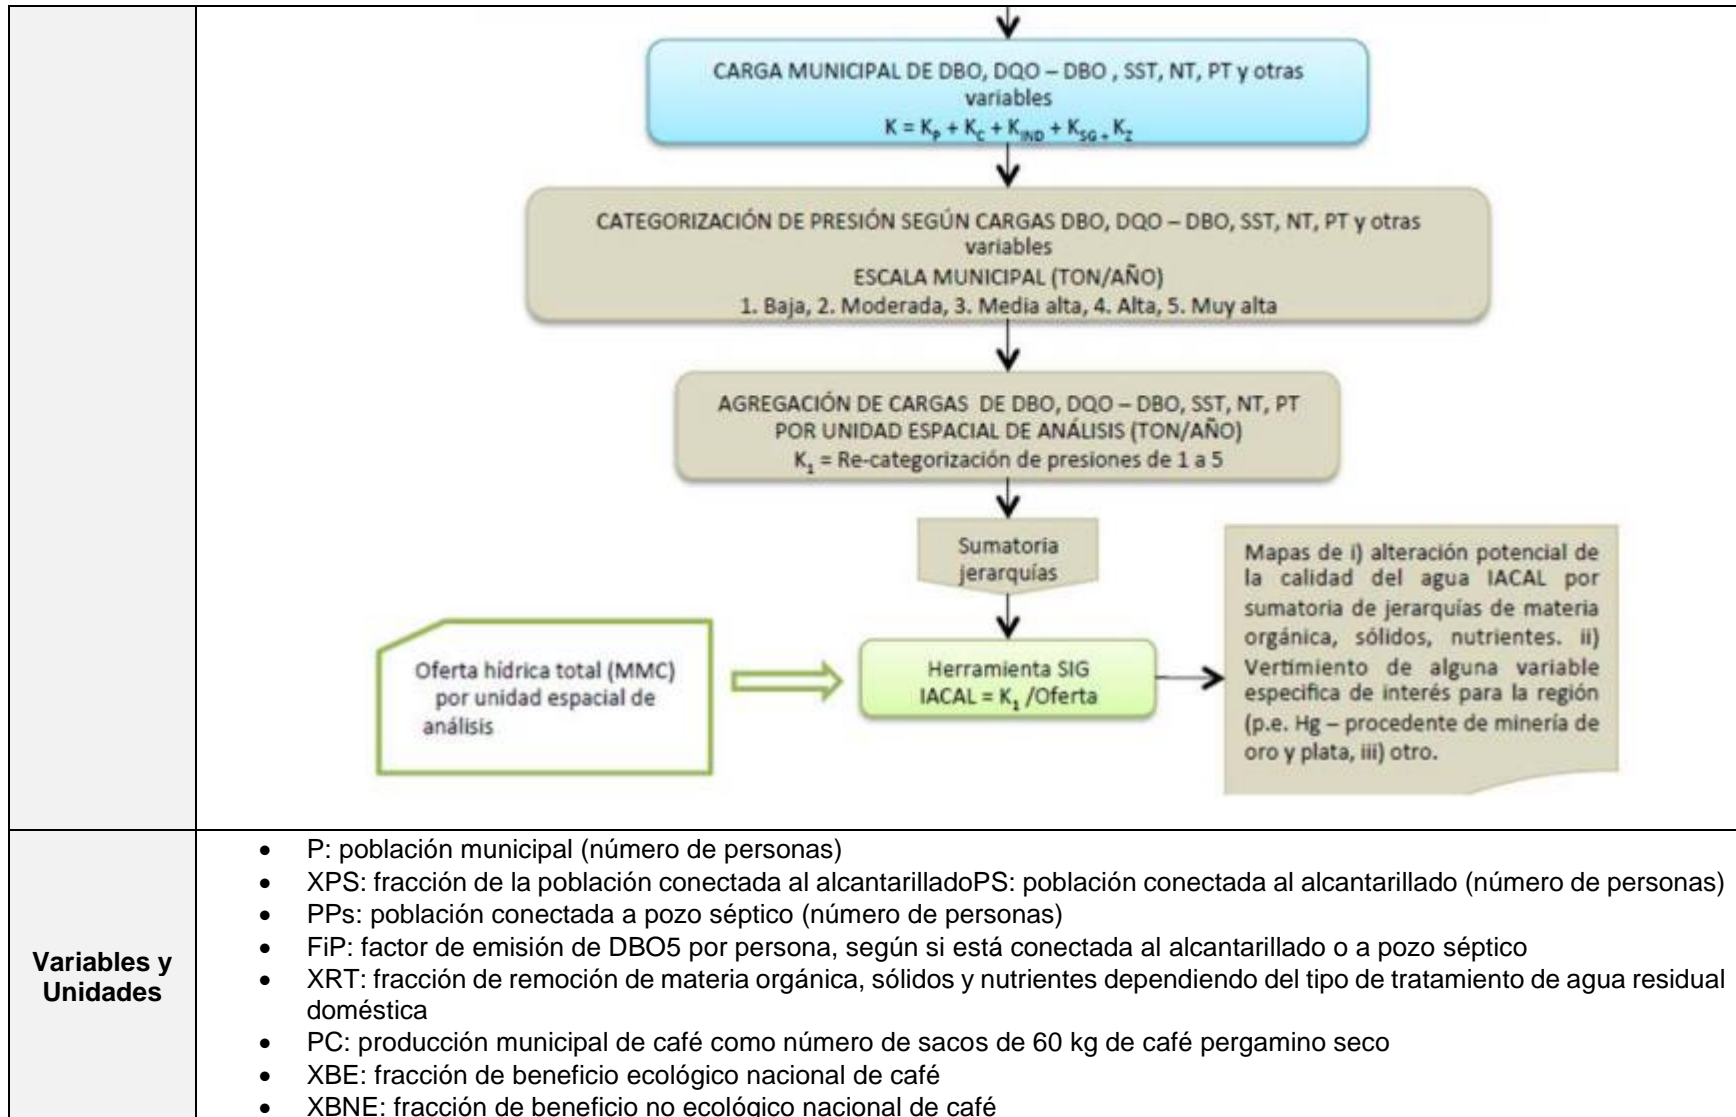 CARGA MUNICIPAL DE DBO, DQO – DBO , SST, NT, PT y otras
variables
K = KP + KC + KIND + KSG + KZ
CATEGORIZACIÓN DE PRESIÓN SEGÚN CARGAS DBO, DQO – DBO, SST, NT, PT y otras
variables
ESCALA MUNICIPAL (TON/AÑO)
1. Baja, 2. Moderada, 3. Media alta, 4. Alta, 5. Muy alta
AGREGACIÓN DE CARGAS DE DBO, DQO – DBO, SST, NT, PT
POR UNIDAD ESPACIAL DE ANÁLISIS (TON/AÑO)
K1 = Re-categorización de presiones de 1 a 5
Sumatoria
jerarquías
Oferta hídrica total (MMC)
por unidad espacial de
análisis
Herramienta SIG
IACAL = K1 /Oferta
Mapas de i) alteración potencial de
la calidad del agua IACAL por
sumatoria de jerarquías de materia
orgánica, sólidos, nutrientes. ii)
Vertimiento de alguna variable
especifica de interés para la región
(p.e. Hg – procedente de minería de
oro y plata, iii) otro.
Variables y
Unidades
• P: población municipal (número de personas)
• XPS: fracción de la población conectada al alcantarilladoPS: población conectada al alcantarillado (número de personas)
• PPs: población conectada a pozo séptico (número de personas)
• FiP: factor de emisión de DBO5 por persona, según si está conectada al alcantarillado o a pozo séptico
• XRT: fracción de remoción de materia orgánica, sólidos y nutrientes dependiendo del tipo de tratamiento de agua residual
doméstica
• PC: producción municipal de café como número de sacos de 60 kg de café pergamino seco
• XBE: fracción de beneficio ecológico nacional de café
• XBNE: fracción de beneficio no ecológico nacional de café